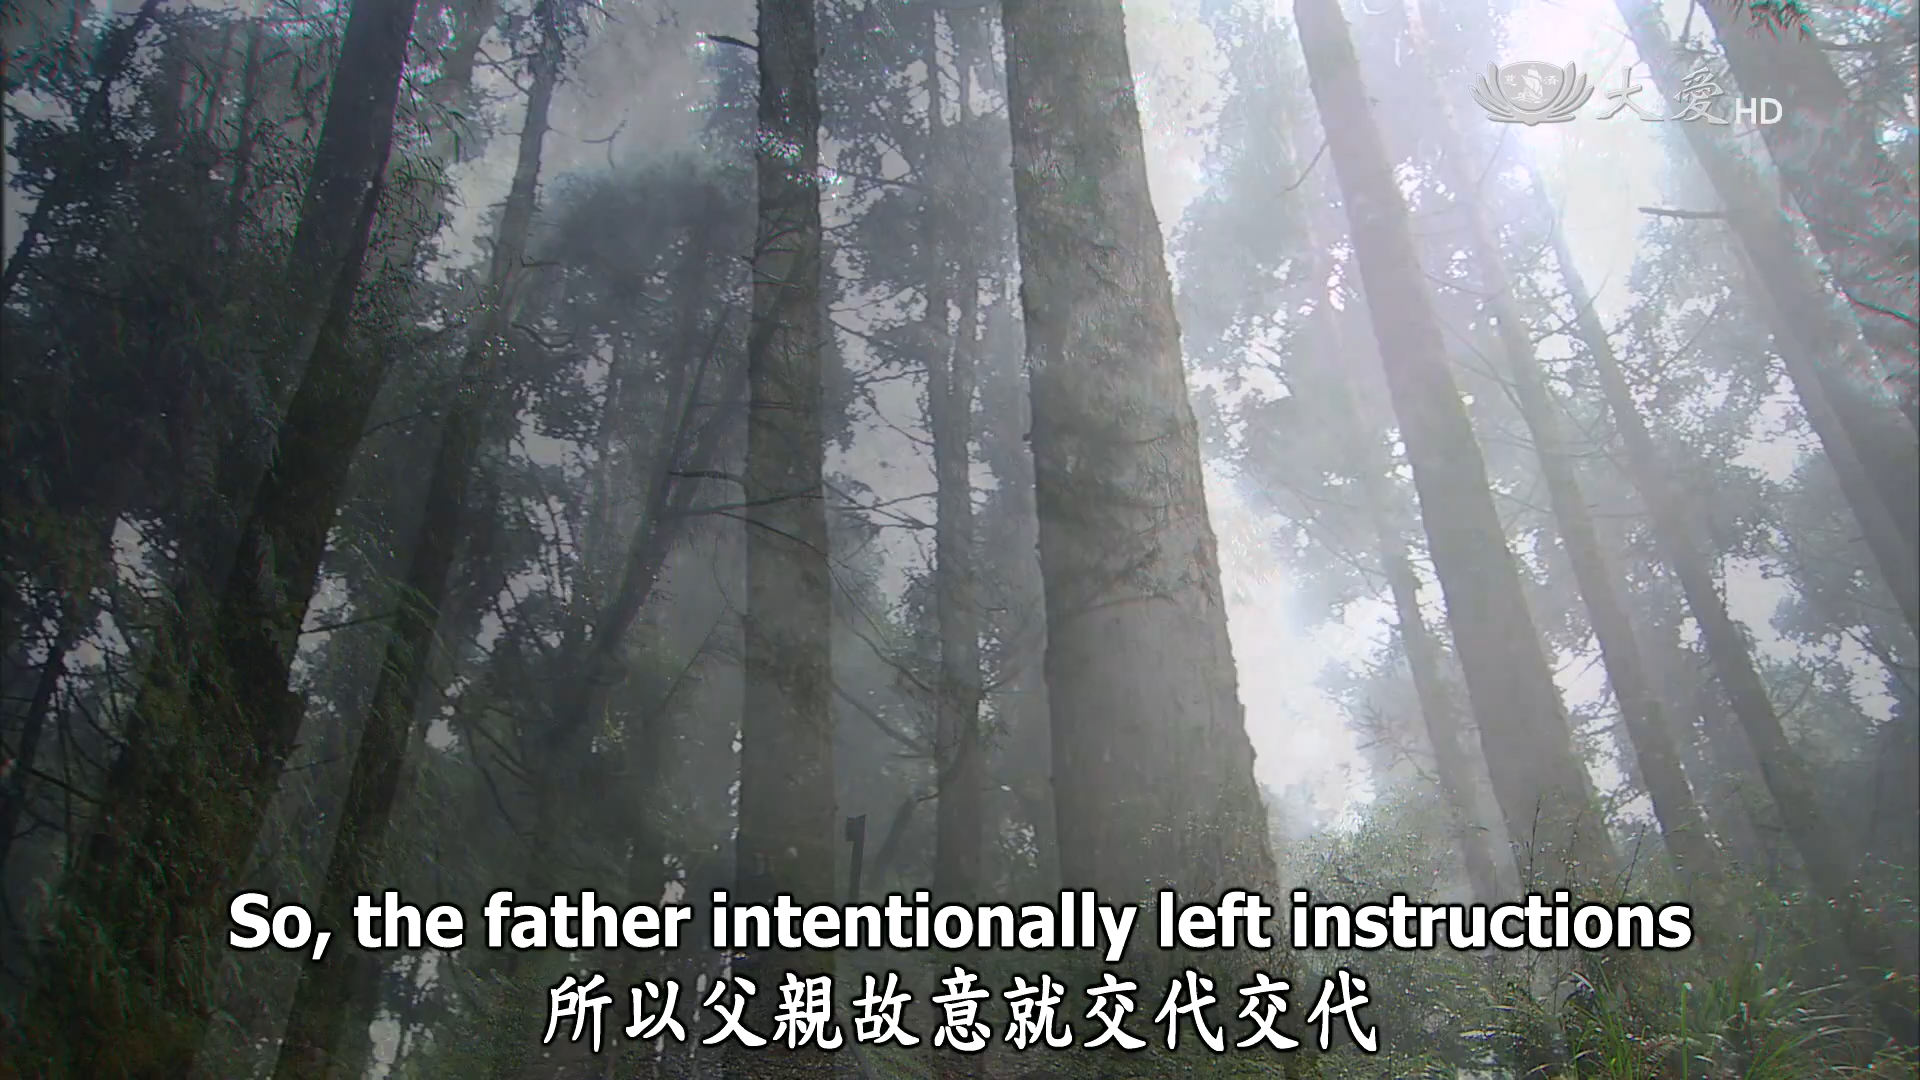 大愛HD
So, the father intentionally left instructions
所以父親故意就交代交代